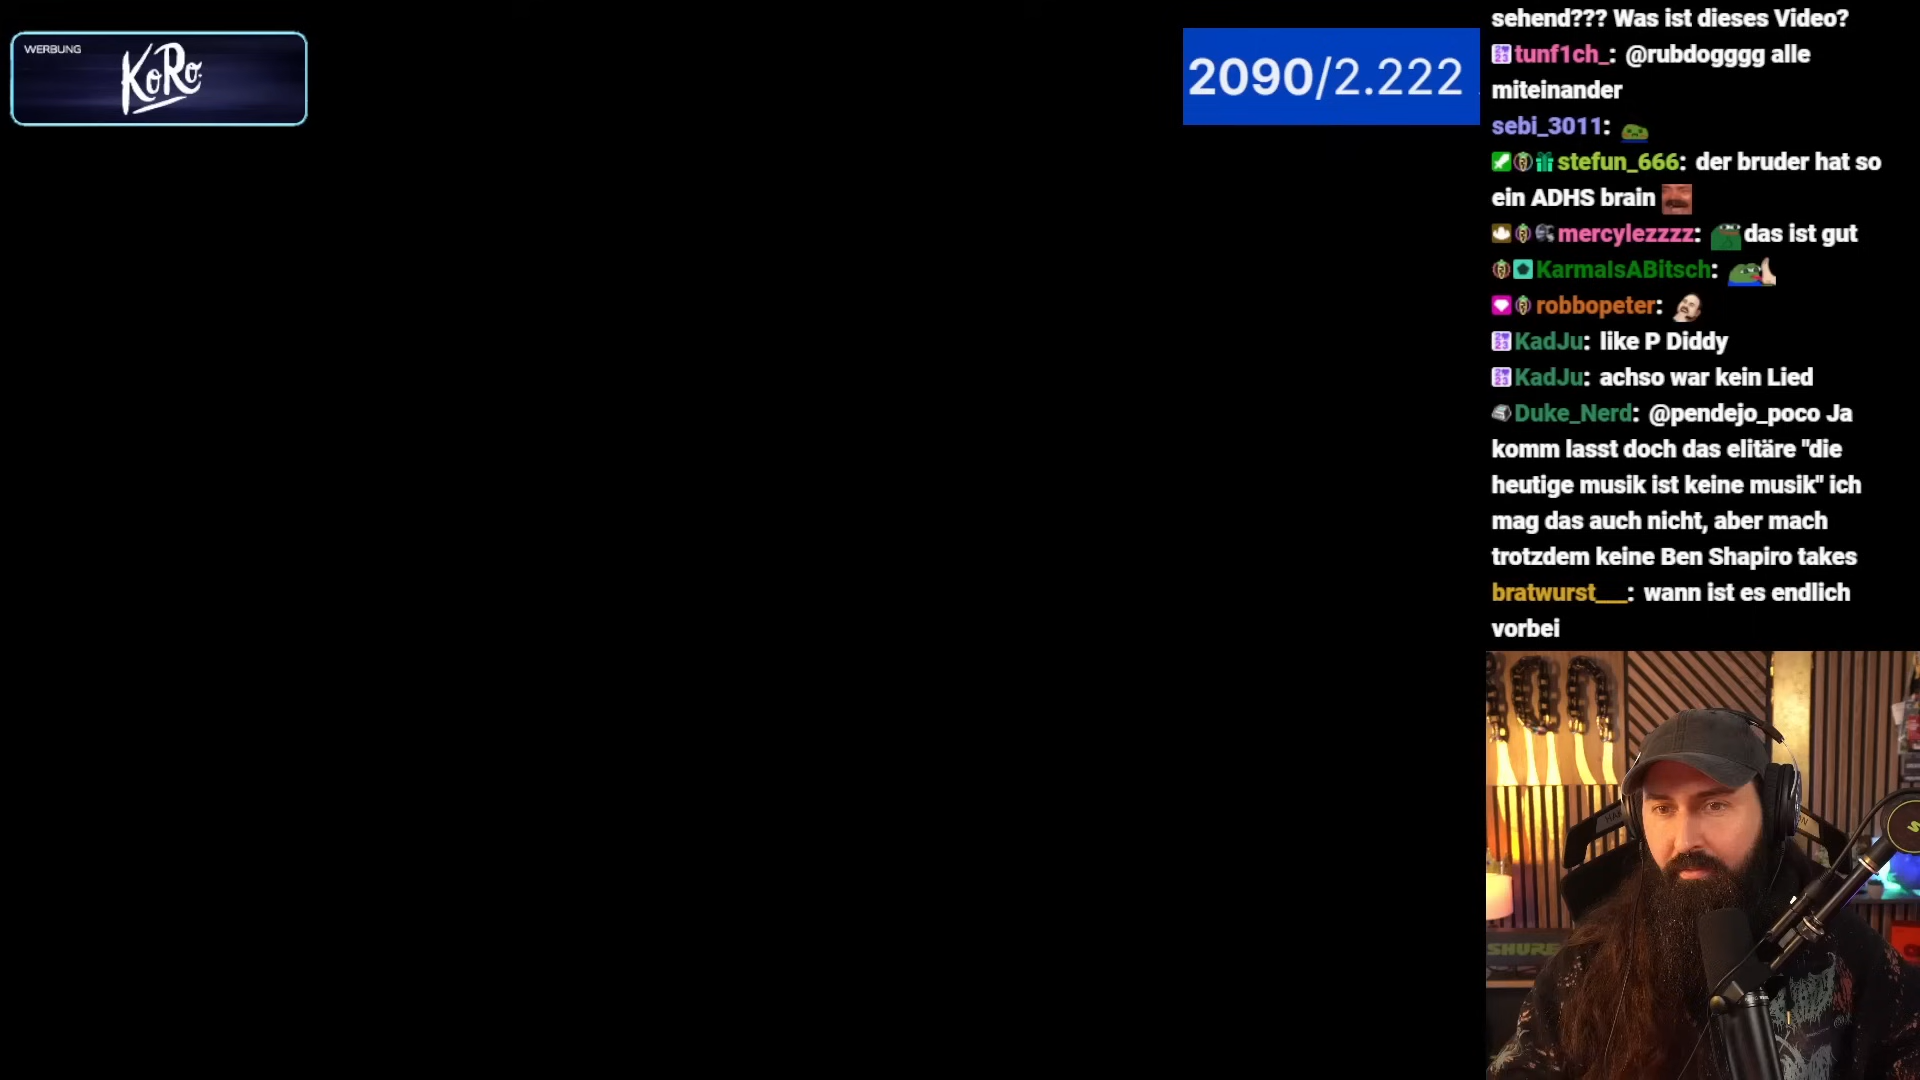 WERBUNG
KoRo.
2090/2.222
sehend??? Was ist dieses Video?
tunf1ch_: @rubdogggg alle
miteinander
sebi_3011:
stefun_666: der bruder hat so
ein ADHS brain
mercylezzzz: das ist gut
KarmaIsABitsch:
robbopeter:
KadJu: like P Diddy
KadJu: achso war kein Lied
Duke_Nerd: @pendejo_poco Ja
komm lasst doch das elitäre "die
heutige musik ist keine musik" ich
mag das auch nicht, aber mach
trotzdem keine Ben Shapiro takes
bratwurst___: wann ist es endlich
vorbei
SHURE